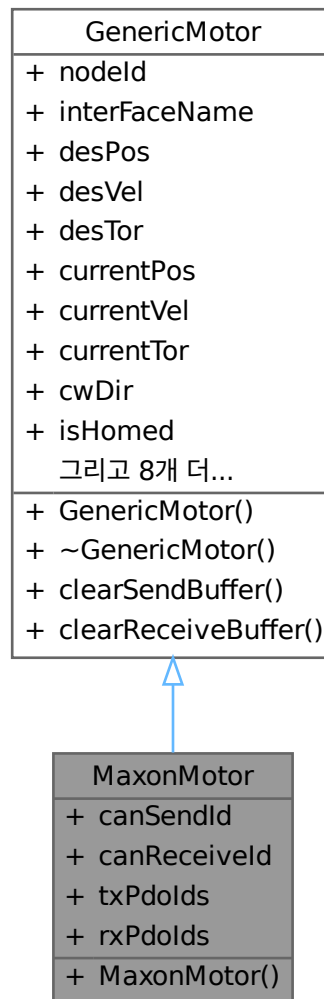 GenericMotor
+ nodeId
+ interFaceName
+ desPos
+ desVel
+ desTor
+ currentPos
+ currentVel
+ currentTor
+ cwDir
+ isHomed
그리고 8개 더...
+ GenericMotor()
+ ~GenericMotor()
+ clearSendBuffer()
+ clearReceiveBuffer()
MaxonMotor
+ canSendId
+ canReceiveId
+ txPdoIds
+ rxPdoIds
+ MaxonMotor()